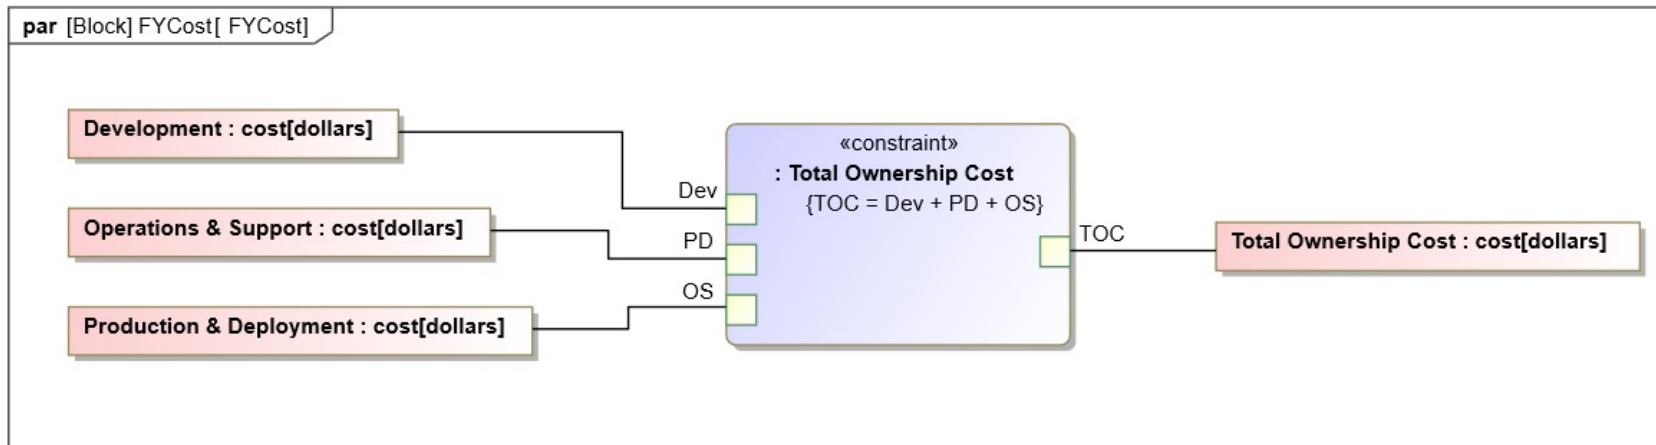 par [Block] FYCost[ FYCost]
Development : cost[dollars]
Operations & Support : cost[dollars]
Production & Deployment : cost[dollars]
Dev
PD
OS
«constraint»
: Total Ownership Cost
{TOC = Dev + PD + OS}
TOC
Total Ownership Cost : cost[dollars]